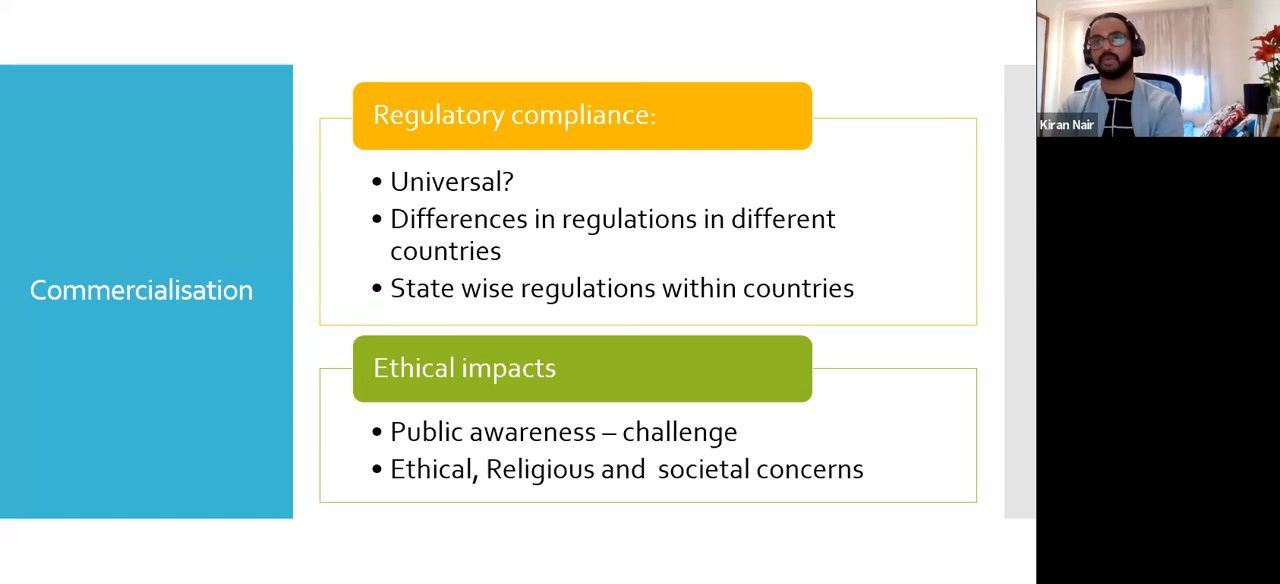 Commercialisation
Regulatory compliance:
• Universal?
• Differences in regulations in different
countries
• State wise regulations within countries
Ethical impacts
• Public awareness – challenge
• Ethical, Religious and societal concerns
Kiran Nair